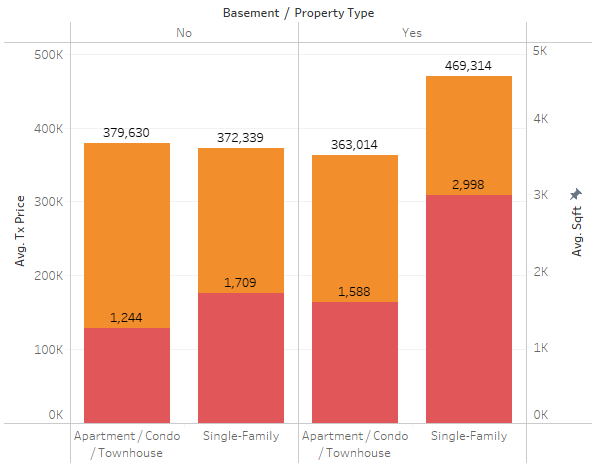 Basement / Property Type
No
Yes
500K
400K
300K
200K
100K
0K
Avg. Tx Price
379,630
1,244
372,339
1,709
363,014
1,588
469,314
2,998
5K
4K
3K
2K
1K
0K
Avg. Sqft
Apartment / Condo
/ Townhouse
Single-Family
Apartment / Condo
/ Townhouse
Single-Family